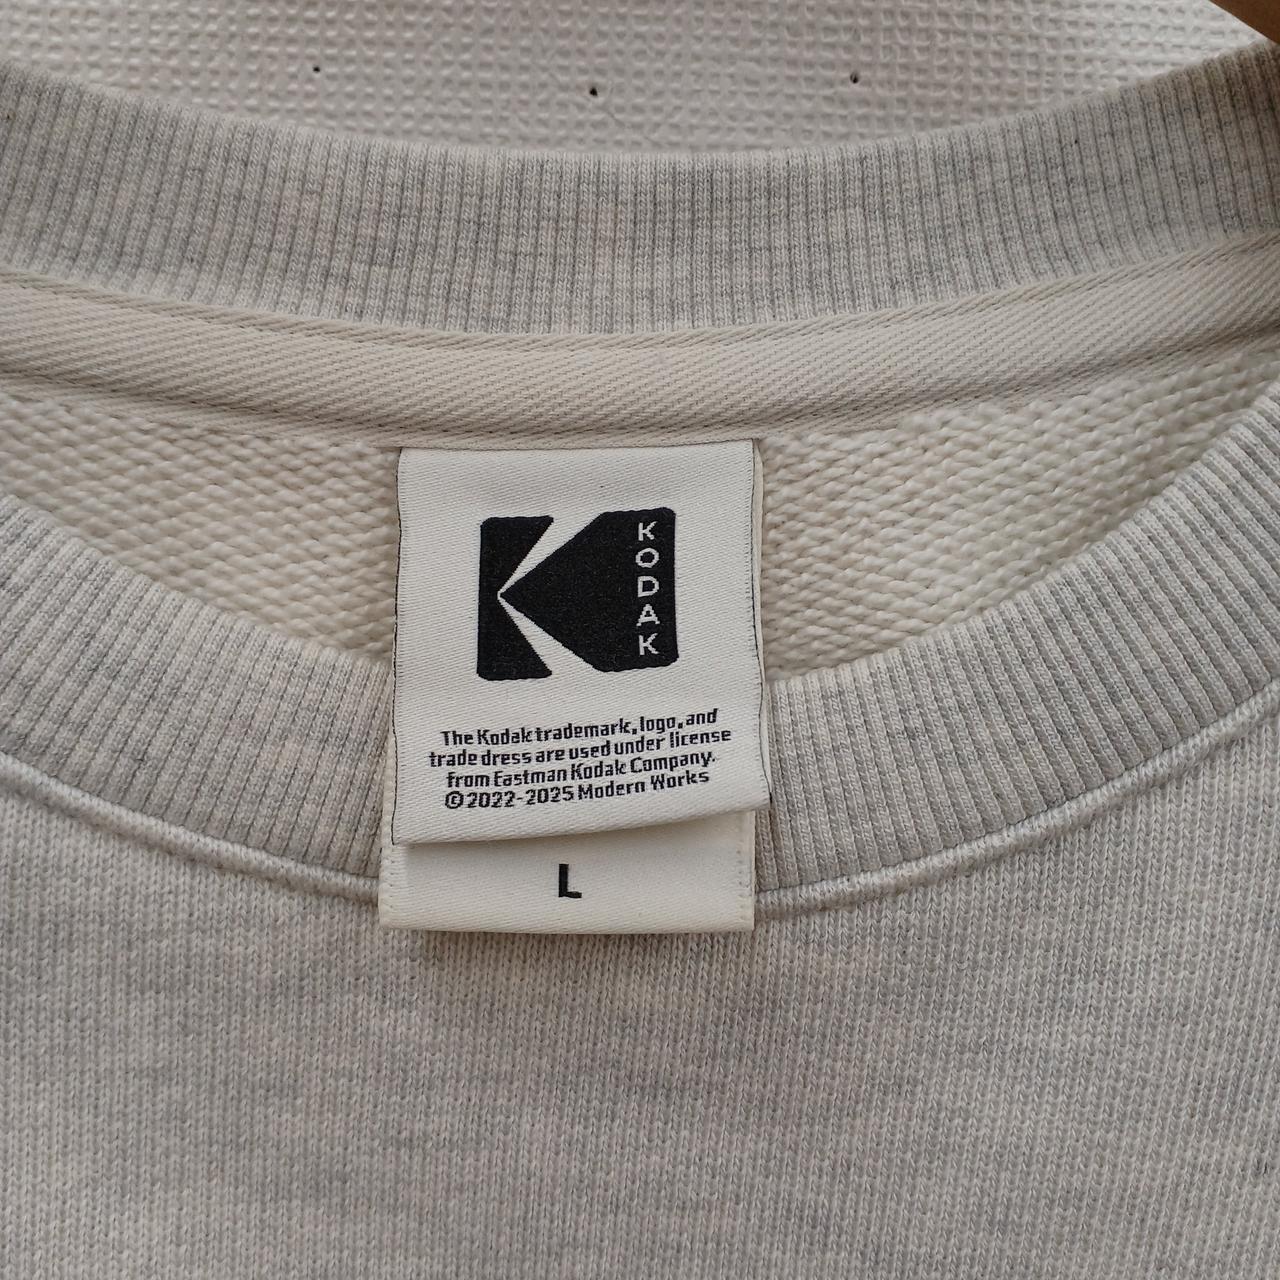 KODAK
The Kodak trademark, logo, and
trade dress are used under license
from Eastman Kodak Company.
©2022-2025 Modern Works
L